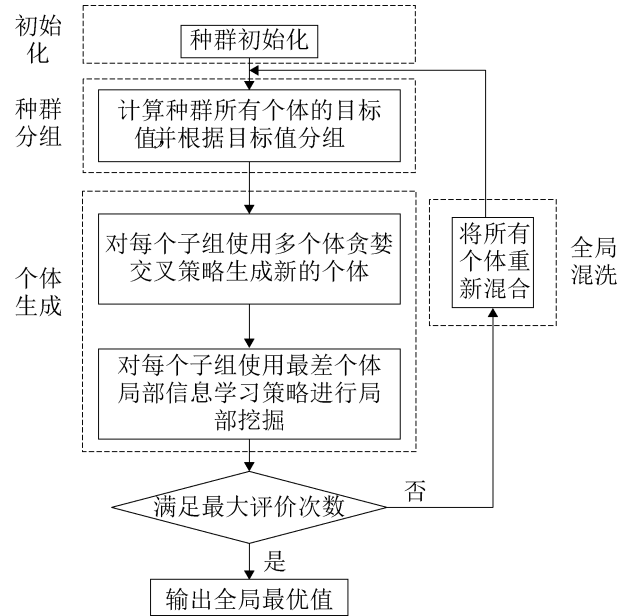 初始
化
种群初始化
种群
分组
计算种群所有个体的目标
值,并根据目标值分组
个体
生成
对每个子组使用多个体贪婪
交叉策略生成新的个体
对每个子组使用最差个体
局部信息学习策略进行局
部挖掘
将所有
个体重
新混合
全局
混洗
满足最大评价次数
否
是
输出全局最优值